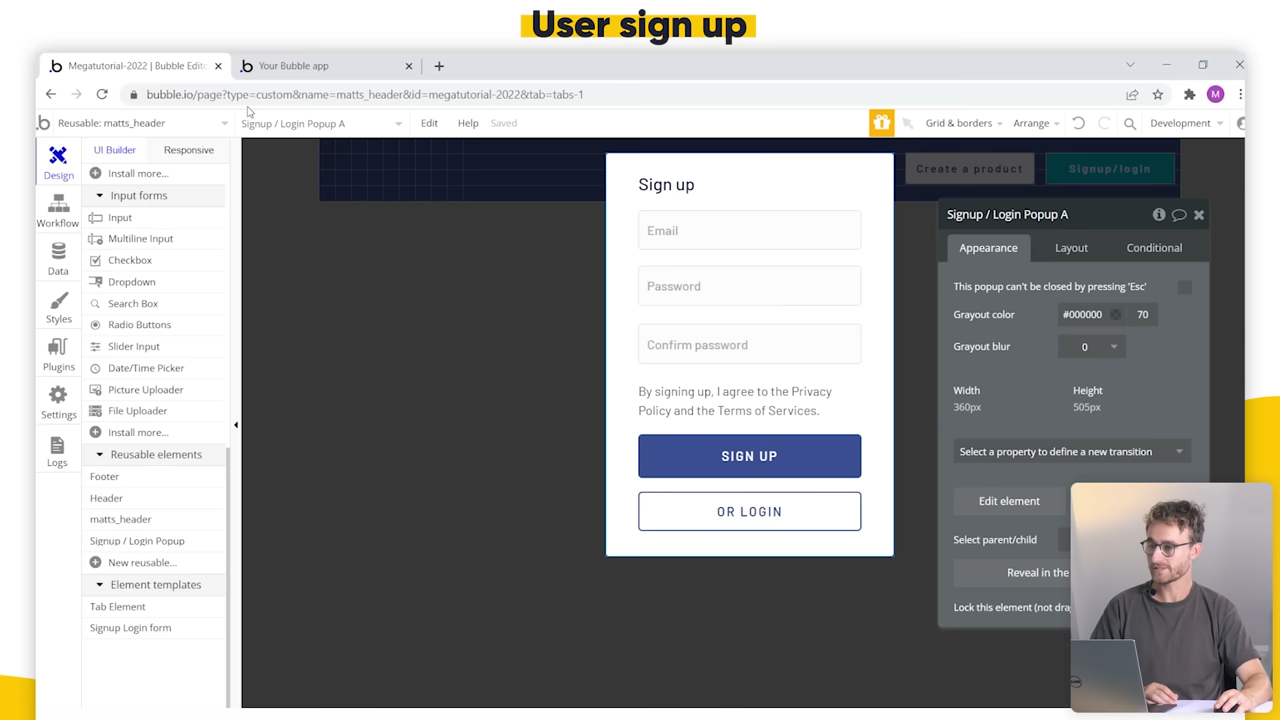 User sign up
Megatutorial-2022 | Bubble Edito
Your Bubble app
bubble.io/page?type=custom&name=matts_header&id=megatutorial-2022&tab=tabs-1
M
Reusable: matts_header
Signup / Login Popup A
Edit
Help
Saved
Grid & borders
Arrange
Development
Design
Workflow
Data
Styles
Plugins
Settings
Logs
UI Builder
Responsive
Install more...
Input forms
Input
Multiline Input
Checkbox
Dropdown
Search Box
Radio Buttons
Slider Input
Date/Time Picker
Picture Uploader
File Uploader
Install more...
Reusable elements
Footer
Header
matts_header
Signup / Login Popup
New reusable...
Element templates
Tab Element
Signup Login form
Create a product
Signup/login
Sign up
Email
Password
Confirm password
By signing up, I agree to the Privacy
Policy and the Terms of Services.
SIGN UP
OR LOGIN
Signup / Login Popup A
Appearance
Layout
Conditional
This popup can't be closed by pressing 'Esc'
Grayout color
#000000
70
Grayout blur
0
Width
Height
360px
505px
Select a property to define a new transition
Edit element
Select parent/child
Reveal in the
Lock this element (not drag